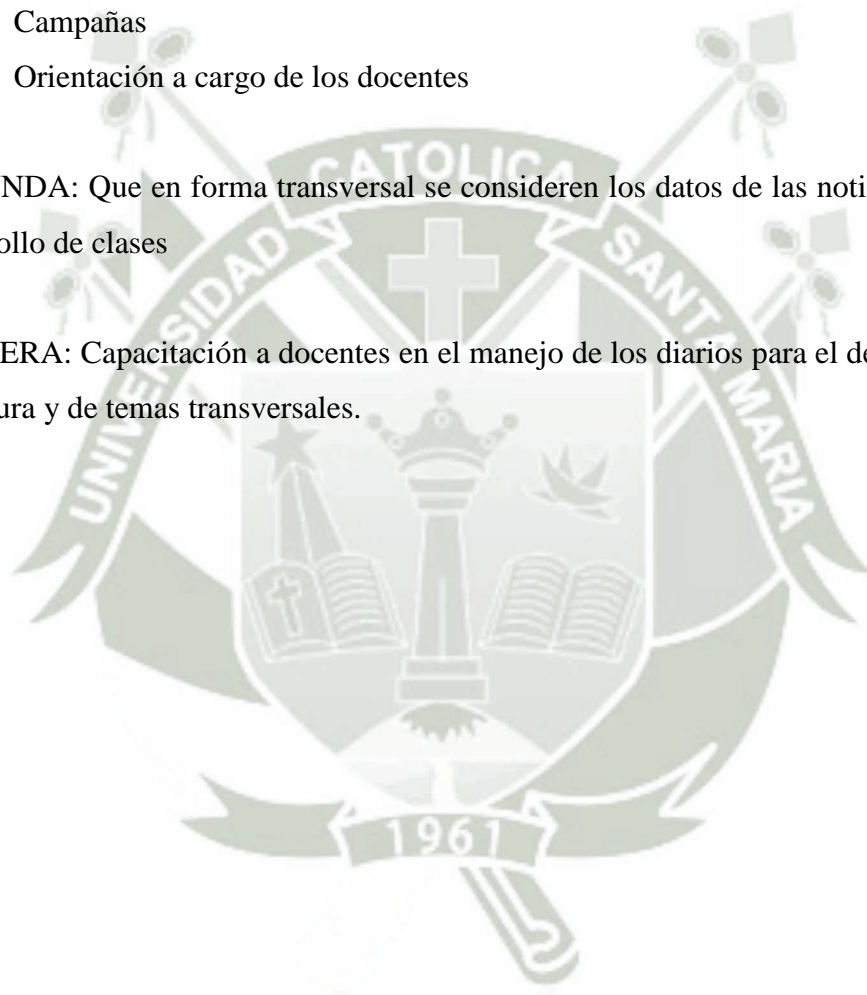 Campañas
Orientación a cargo de los docentes
NDA: Que en forma transversal se consideren los datos de las noti
ollo de clases
ERA: Capacitación a docentes en el manejo de los diarios para el de
ura y de temas transversales.
UNIVERSIDAD CATOLICA SANTA MARIA
1961